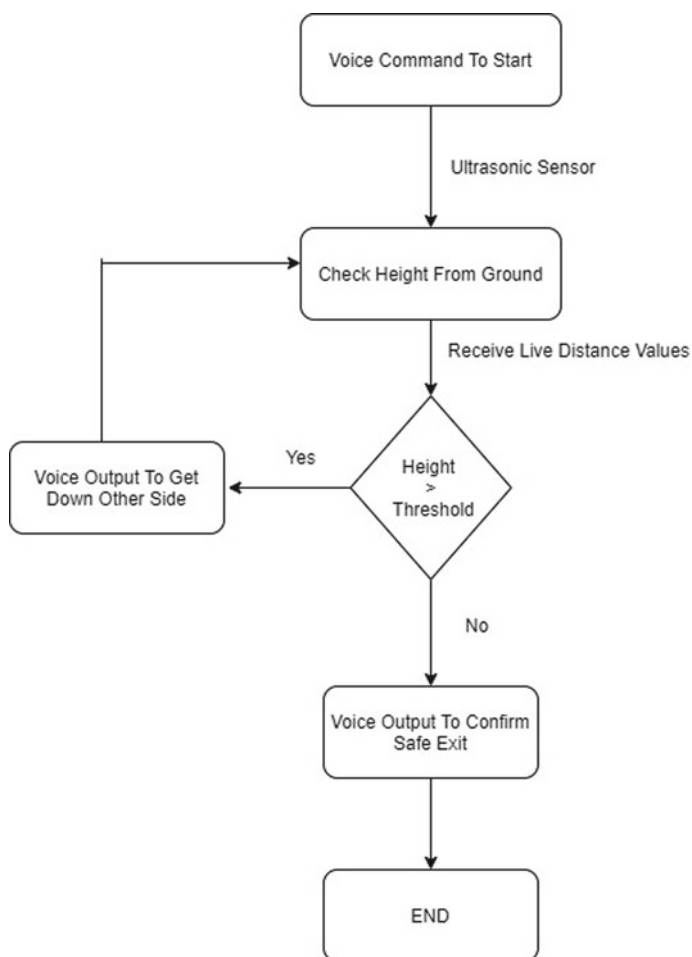 Voice Command To Start
Ultrasonic Sensor
Check Height From Ground
Receive Live Distance Values
Height
>
Threshold
Yes
Voice Output To Get
Down Other Side
No
Voice Output To Confirm
Safe Exit
END